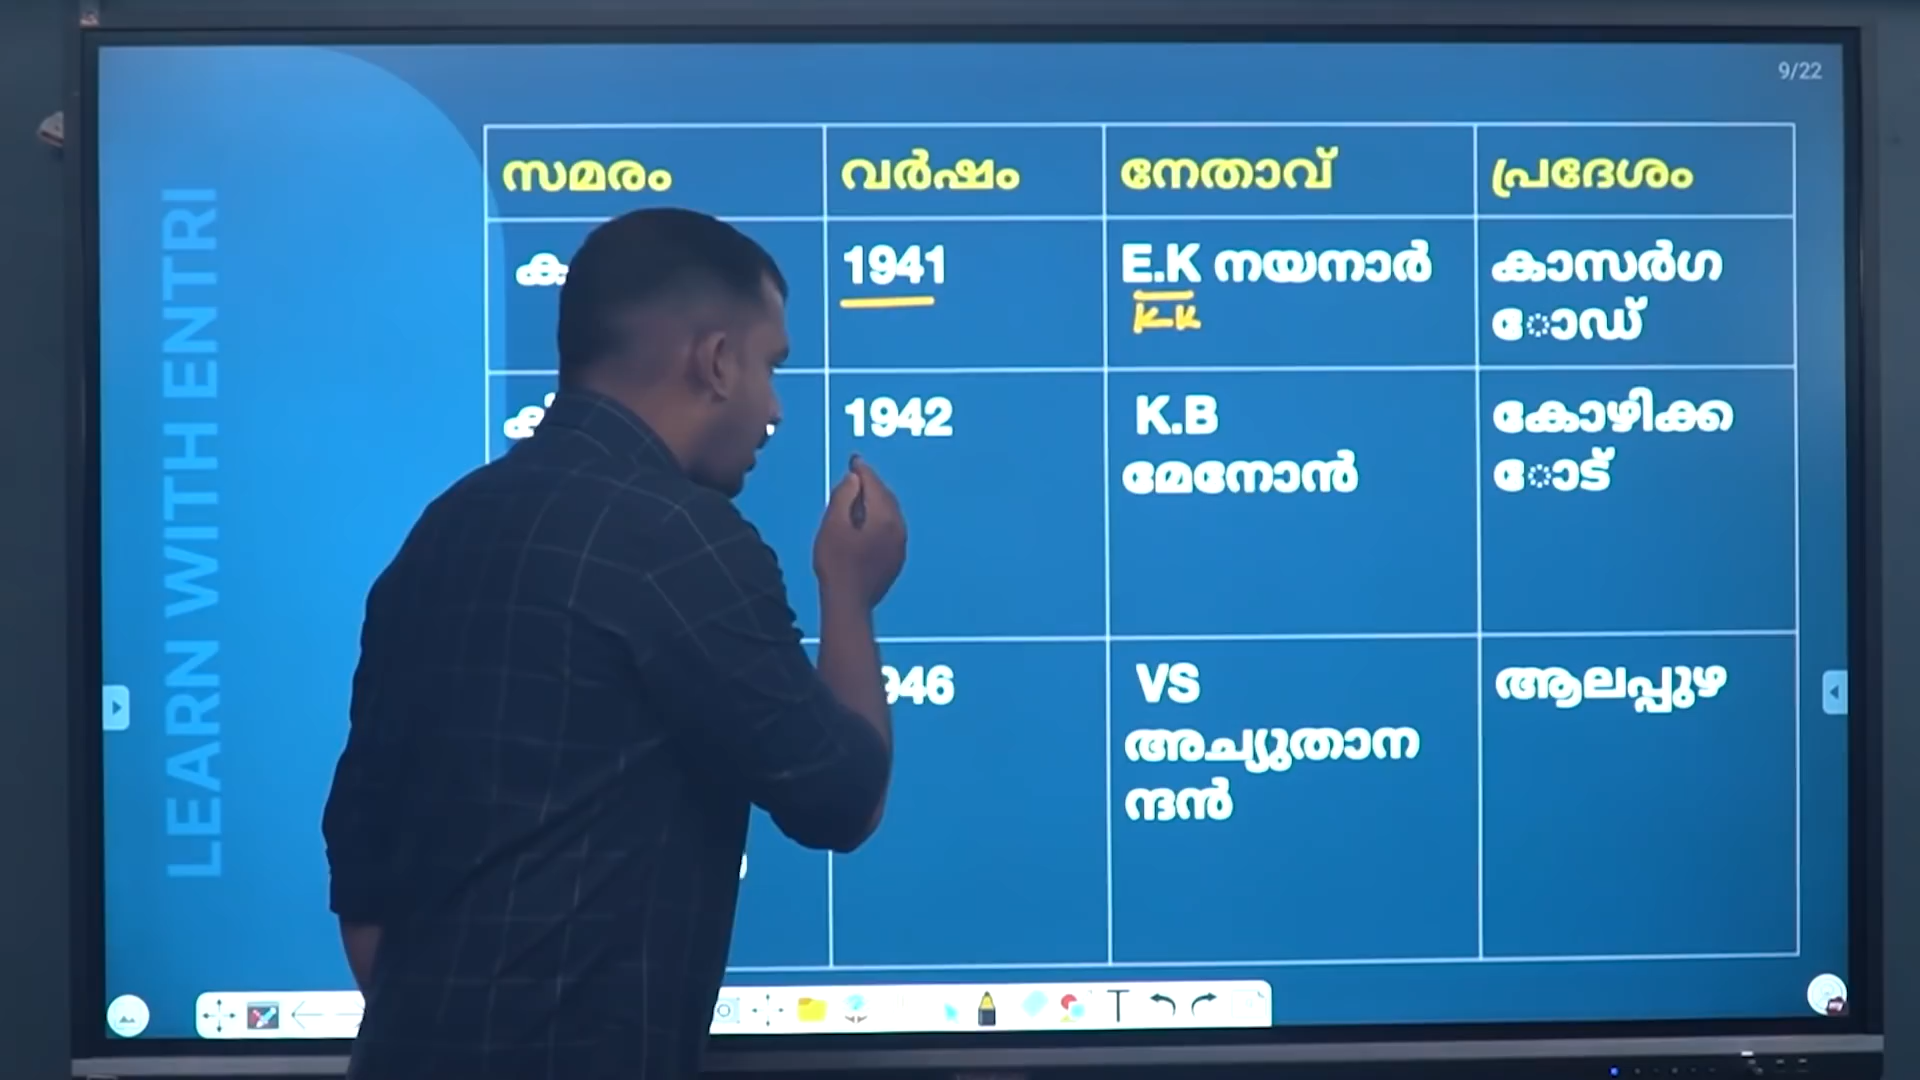 9/22
LEARN WITH ENTRI
സമരം വർഷം നേതാവ് പ്രദേശം
1941 E.K നയനാർ കാസർഗ
ോഡ്
K-K
1942 K.B കോഴിക്ക
മേനോൻ ോട്
VS ആലപ്പുഴ
അച്യുതാന
ന്ദൻ